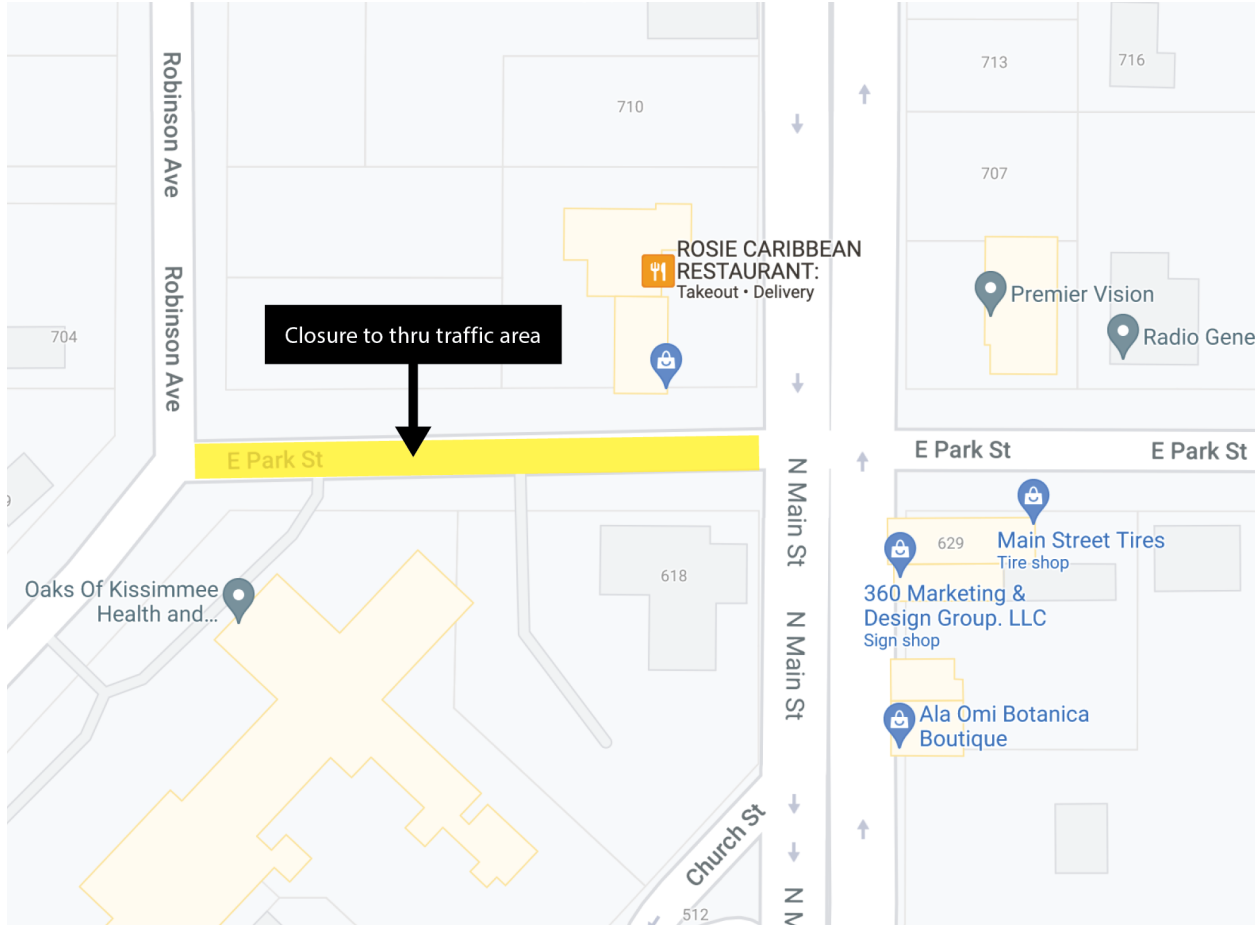 Robinson Ave
Robinson Ave
710
713
716
707
ROSIE CARIBBEAN
RESTAURANT:
Takeout • Delivery
Premier Vision
Radio Gene
704
Closure to thru traffic area
E Park St
E Park St
E Park St
N Main St
N Main St
Main Street Tires
Tire shop
629
360 Marketing &
Design Group. LLC
Sign shop
618
Oaks Of Kissimmee
Health and...
Ala Omi Botanica
Boutique
Church St
512
9
N M